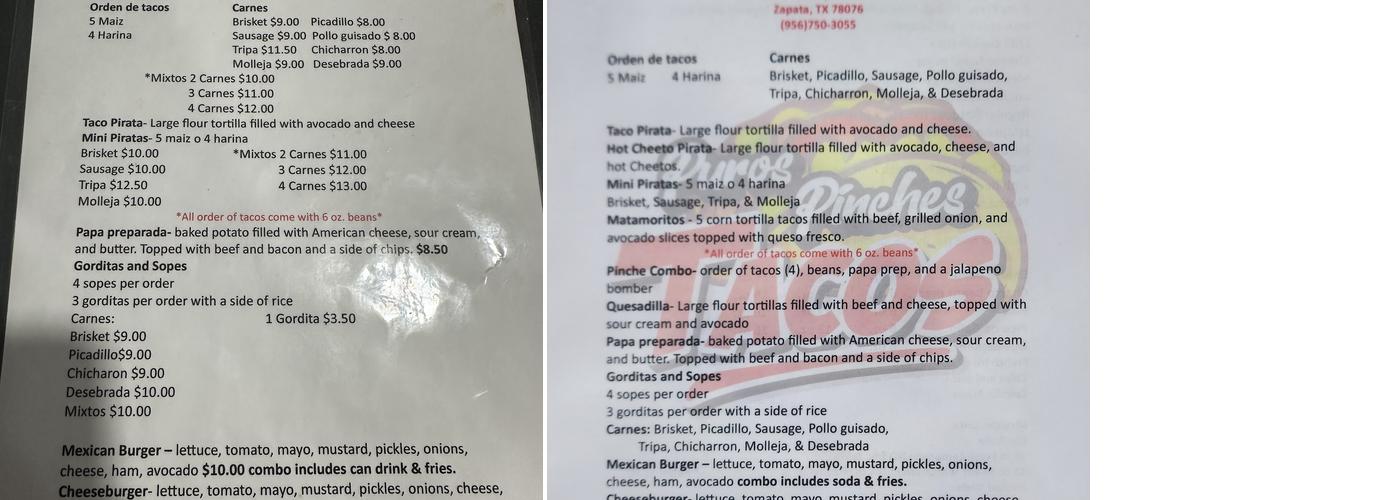 Orden de tacos Carnes
5 Maiz Brisket $9.00 Picadillo $8.00
4 Harina Sausage $9.00 Pollo guisado $ 8.00
Tripa $11.50 Chicharron $8.00
Molleja $9.00 Desebrada $9.00
*Mixtos 2 Carnes $10.00
3 Carnes $11.00
4 Carnes $12.00
Taco Pirata- Large flour tortilla filled with avocado and cheese
Mini Piratas- 5 maiz o 4 harina
Brisket $10.00 *Mixtos 2 Carnes $11.00
Sausage $10.00 3 Carnes $12.00
Tripa $12.50 4 Carnes $13.00
Molleja $10.00
*All order of tacos come with 6 oz. beans*
Papa preparada- baked potato filled with American cheese, sour cream,
and butter. Topped with beef and bacon and a side of chips. $8.50
Gorditas and Sopes
4 sopes per order
3 gorditas per order with a side of rice
Carnes: 1 Gordita $3.50
Brisket $9.00
Picadillo$9.00
Chicharon $9.00
Desebrada $10.00
Mixtos $10.00
Mexican Burger – lettuce, tomato, mayo, mustard, pickles, onions,
cheese, ham, avocado $10.00 combo includes can drink & fries.
Cheeseburger- lettuce, tomato, mayo, mustard, pickles, onions, cheese,
Zapata, TX 78076
(956)750-3055
Orden de tacos Carnes
5 Maiz 4 Harina Brisket, Picadillo, Sausage, Pollo guisado,
Tripa, Chicharron, Molleja, & Desebrada
Taco Pirata- Large flour tortilla filled with avocado and cheese.
Hot Cheeto Pirata- Large flour tortilla filled with avocado, cheese, and
hot Cheetos.
Mini Piratas- 5 maiz o 4 harina
Brisket, Sausage, Tripa, & Molleja
Matamoritos - 5 corn tortilla tacos filled with beef, grilled onion, and
avocado slices topped with queso fresco.
*All order of tacos come with 6 oz. beans*
Pinche Combo- order of tacos (4), beans, papa prep, and a jalapeno
bomber
Quesadilla- Large flour tortillas filled with beef and cheese, topped with
sour cream and avocado
Papa preparada- baked potato filled with American cheese, sour cream,
and butter. Topped with beef and bacon and a side of chips.
Gorditas and Sopes
4 sopes per order
3 gorditas per order with a side of rice
Carnes: Brisket, Picadillo, Sausage, Pollo guisado,
Tripa, Chicharron, Molleja, & Desebrada
Mexican Burger – lettuce, tomato, mayo, mustard, pickles, onions,
cheese, ham, avocado combo includes soda & fries.
Cheeseburger- lettuce, tomato, mayo, mustard, pickles, onions, cheese
Puros
Pinches
TACOS